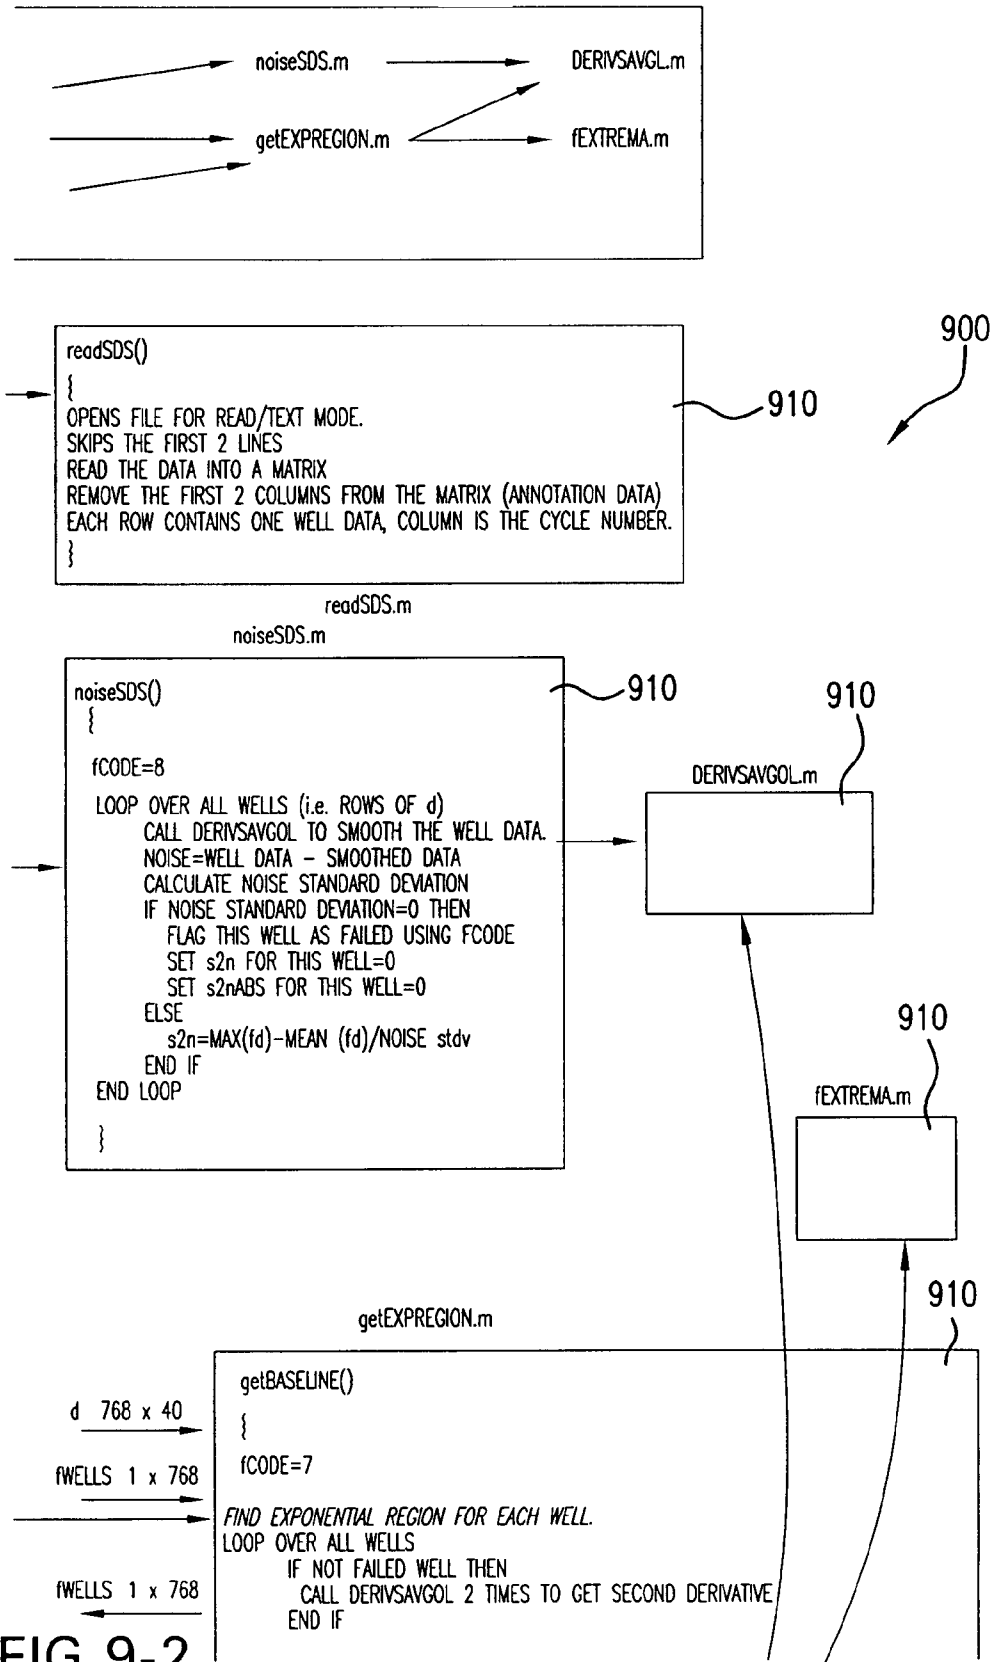 noiseSDS.m
DERIVSAVGL.m
getEXPREGION.m
fEXTREMA.m
900
readSDS()
{
910
OPENS FILE FOR READ/TEXT MODE.
SKIPS THE FIRST 2 LINES
READ THE DATA INTO A MATRIX
REMOVE THE FIRST 2 COLUMNS FROM THE MATRIX (ANNOTATION DATA)
EACH ROW CONTAINS ONE WELL DATA, COLUMN IS THE CYCLE NUMBER.
}
readSDS.m
noiseSDS.m
noiseSDS()
{
910
fCODE=8
LOOP OVER ALL WELLS (i.e. ROWS OF d)
CALL DERIVSAVGOL TO SMOOTH THE WELL DATA.
NOISE=WELL DATA - SMOOTHED DATA
CALCULATE NOISE STANDARD DEVIATION
IF NOISE STANDARD DEVIATION=0 THEN
FLAG THIS WELL AS FAILED USING FCODE
SET s2n FOR THIS WELL=0
SET s2nABS FOR THIS WELL=0
ELSE
s2n=MAX(fd)-MEAN (fd)/NOISE stdv
END IF
END LOOP
}
910
DERIVSAVGOL.m
910
fEXTREMA.m
910
getEXPREGION.m
getBASELINE()
{
d 768 x 40
fCODE=7
fWELLS 1 x 768
FIND EXPONENTIAL REGION FOR EACH WELL.
LOOP OVER ALL WELLS
IF NOT FAILED WELL THEN
CALL DERIVSAVGOL 2 TIMES TO GET SECOND DERIVATIVE
END IF
fWELLS 1 x 768
FIG 9-2